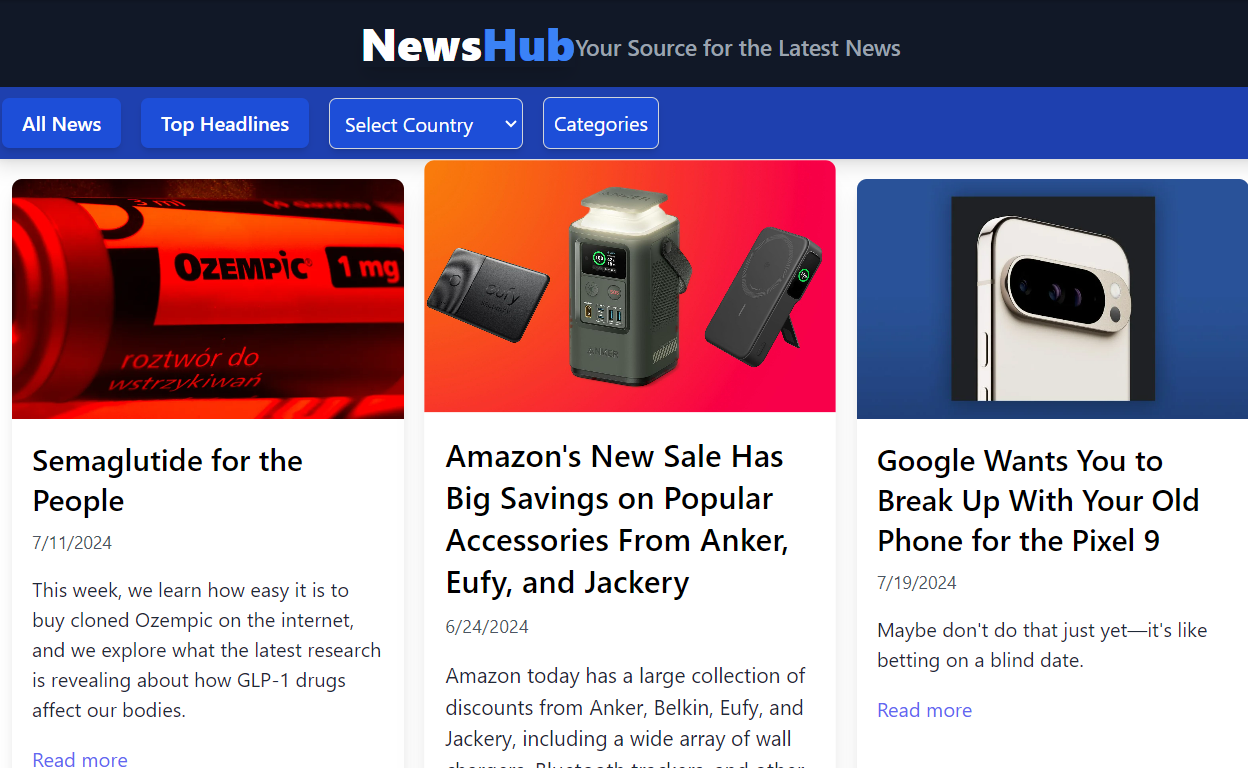 NewsHub Your Source for the Latest News
All News Top Headlines Select Country Categories
3 ml
OZEMPIC® 1 mg
roztwór do
wstrzykiwań
Semaglutide for the
People
7/11/2024
This week, we learn how easy it is to
buy cloned Ozempic on the internet,
and we explore what the latest research
is revealing about how GLP-1 drugs
affect our bodies.
Read more
eufy
ANKER
Amazon's New Sale Has
Big Savings on Popular
Accessories From Anker,
Eufy, and Jackery
6/24/2024
Amazon today has a large collection of
discounts from Anker, Belkin, Eufy, and
Jackery, including a wide array of wall
chargers, Bluetooth trackers, and other
Google Wants You to
Break Up With Your Old
Phone for the Pixel 9
7/19/2024
Maybe don't do that just yet—it's like
betting on a blind date.
Read more